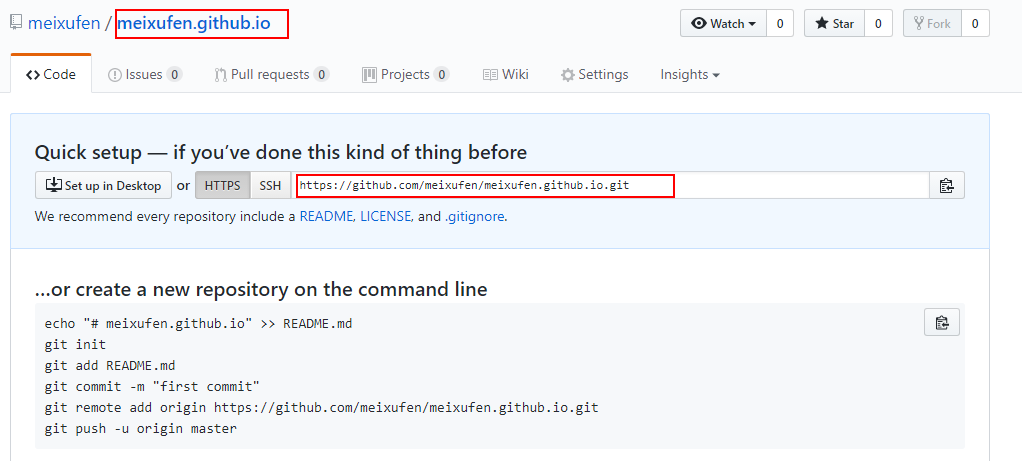 meixufen / meixufen.github.io
Watch 0 Star 0 Fork 0
Code Issues 0 Pull requests 0 Projects 0 Wiki Settings Insights
Quick setup — if you’ve done this kind of thing before
Set up in Desktop or HTTPS SSH https://github.com/meixufen/meixufen.github.io.git
We recommend every repository include a README, LICENSE, and .gitignore.
…or create a new repository on the command line
echo "# meixufen.github.io" >> README.md
git init
git add README.md
git commit -m "first commit"
git remote add origin https://github.com/meixufen/meixufen.github.io.git
git push -u origin master